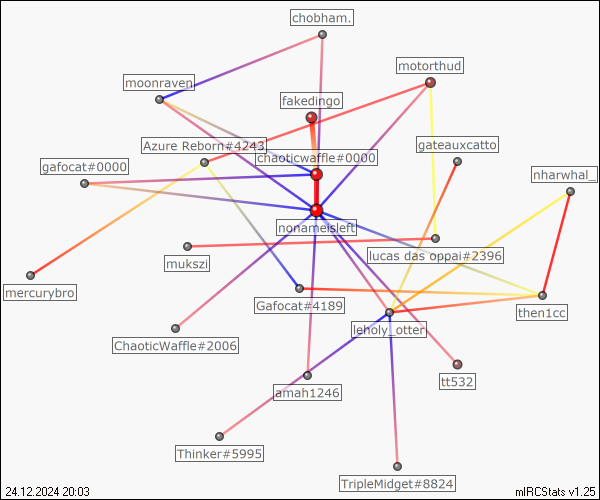 chobham.
motorthud
moonraven
fakedingo
Azure Reborn#4243
gateauxcatto
chaoticwaffle#0000
gafocat#0000
nharwhal_
nonameisleft
lucas das oppai#2396
mukszi
mercurybro
Gafocat#4189
then1cc
leholy_otter
ChaoticWaffle#2006
tt532
amah1246
Thinker#5995
TripleMidget#8824
24.12.2024 20:03
mIRCStats v1.25